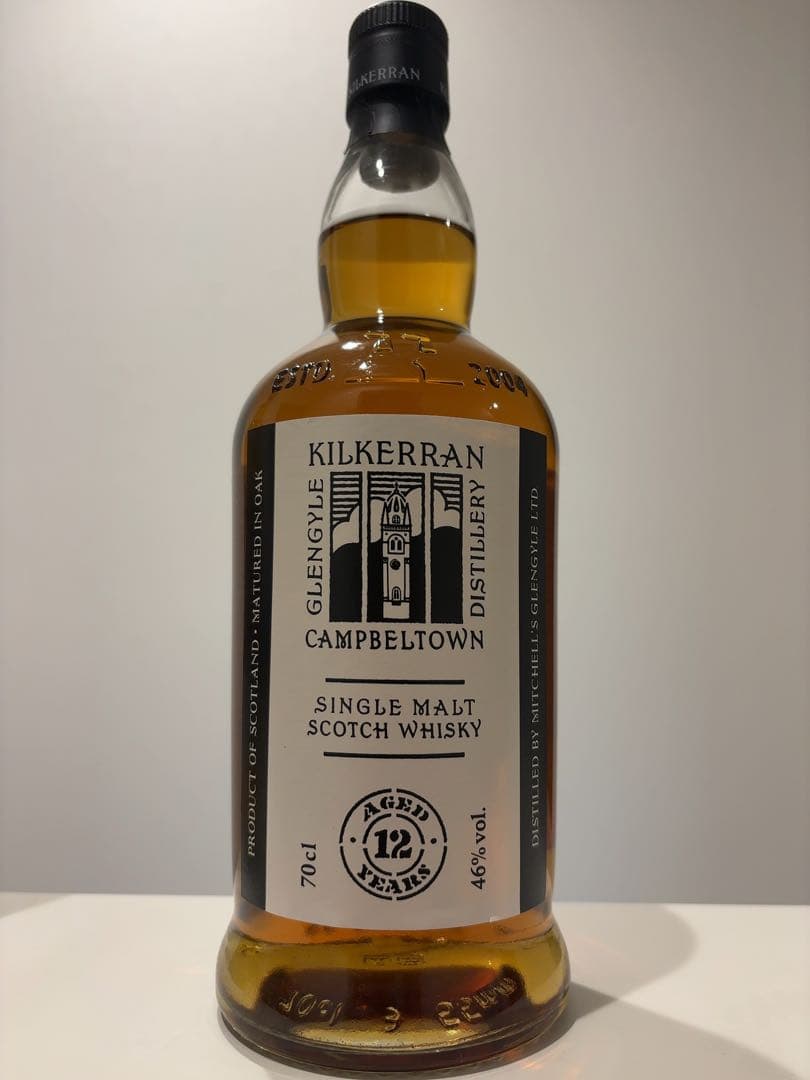 KILKERRAN
ESTD. 2004
KILKERRAN
GLENGYLE
DISTILLERY
CAMPBELTOWN
SINGLE MALT
SCOTCH WHISKY
AGED
12
YEARS
70cl
46% vol.
PRODUCT OF SCOTLAND • MATURED IN OAK
DISTILLED BY MITCHELL'S GLENGYLE LTD